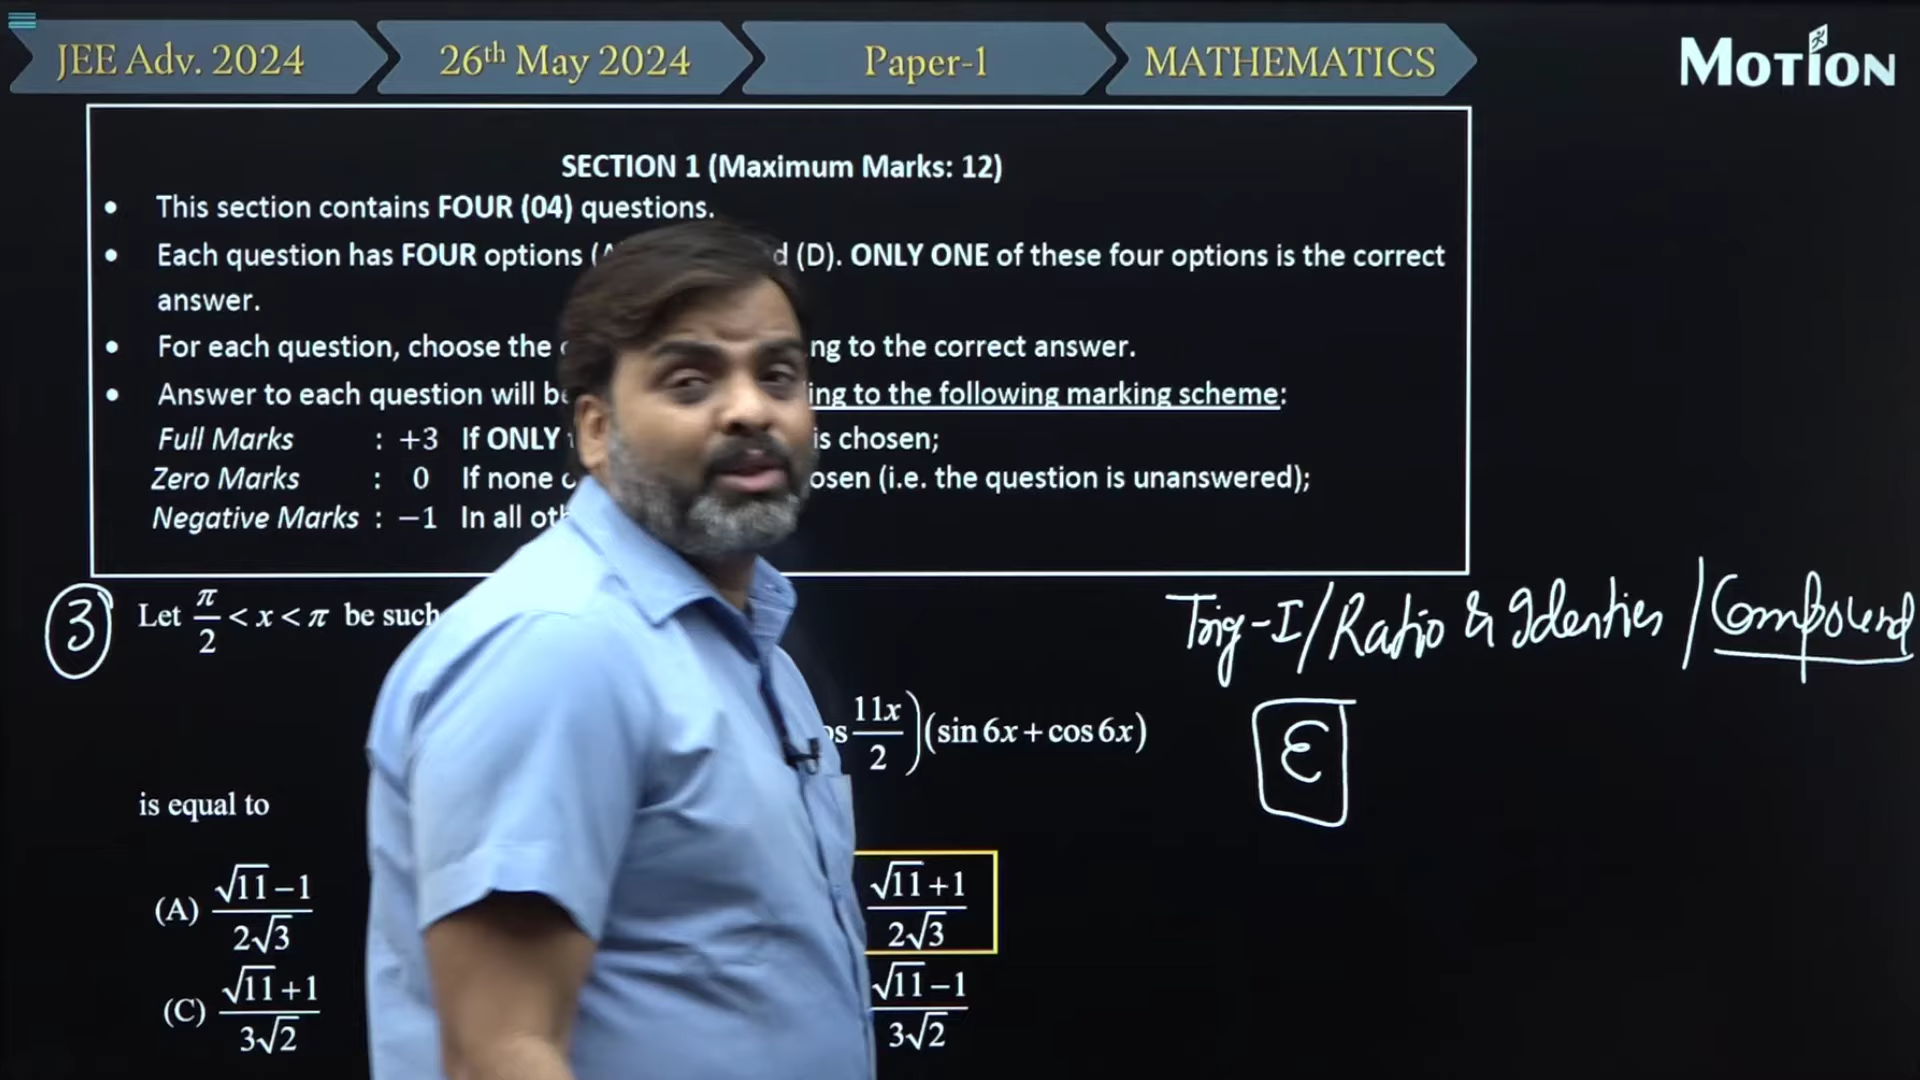 JEE Adv. 2024 26th May 2024 Paper-1 MATHEMATICS MOTION
SECTION 1 (Maximum Marks: 12)
• This section contains FOUR (04) questions.
• Each question has FOUR options ( (D). ONLY ONE of these four options is the correct
answer.
• For each question, choose the to the correct answer.
• Answer to each question will to the following marking scheme:
Full Marks : +3 If ONLY is chosen;
Zero Marks : 0 If none (i.e. the question is unanswered);
Negative Marks : −1 In all
3 Let π/2 < x < π be such
Trig-I/Ratio & Identies/Compound
11x/2)(sin 6x + cos 6x)
ε
is equal to
(A) (√11−1)/(2√3) (√11+1)/(2√3)
(C) (√11+1)/(3√2) (√11−1)/(3√2)